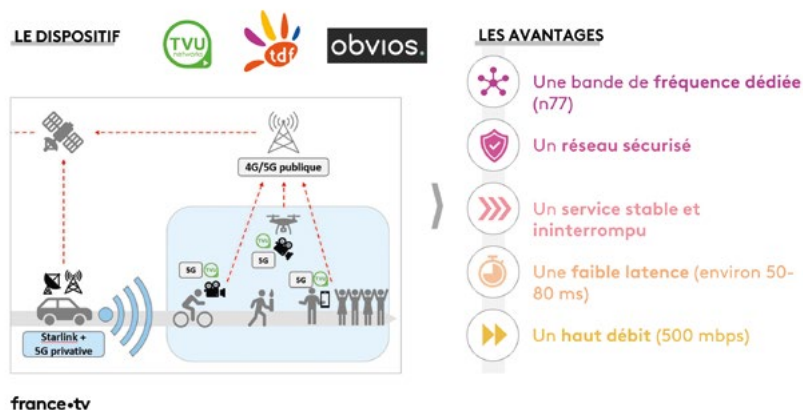 LE DISPOSITIF
TVU
networks
tdf
obvios.
4G/5G publique
TVU
5G
5G
TVU
5G
TVU
Starlink +
5G privative
france•tv
LES AVANTAGES
Une bande de fréquence dédiée
(n77)
Un réseau sécurisé
Un service stable et
ininterrompu
Une faible latence (environ 50-
80 ms)
Un haut débit (500 mbps)